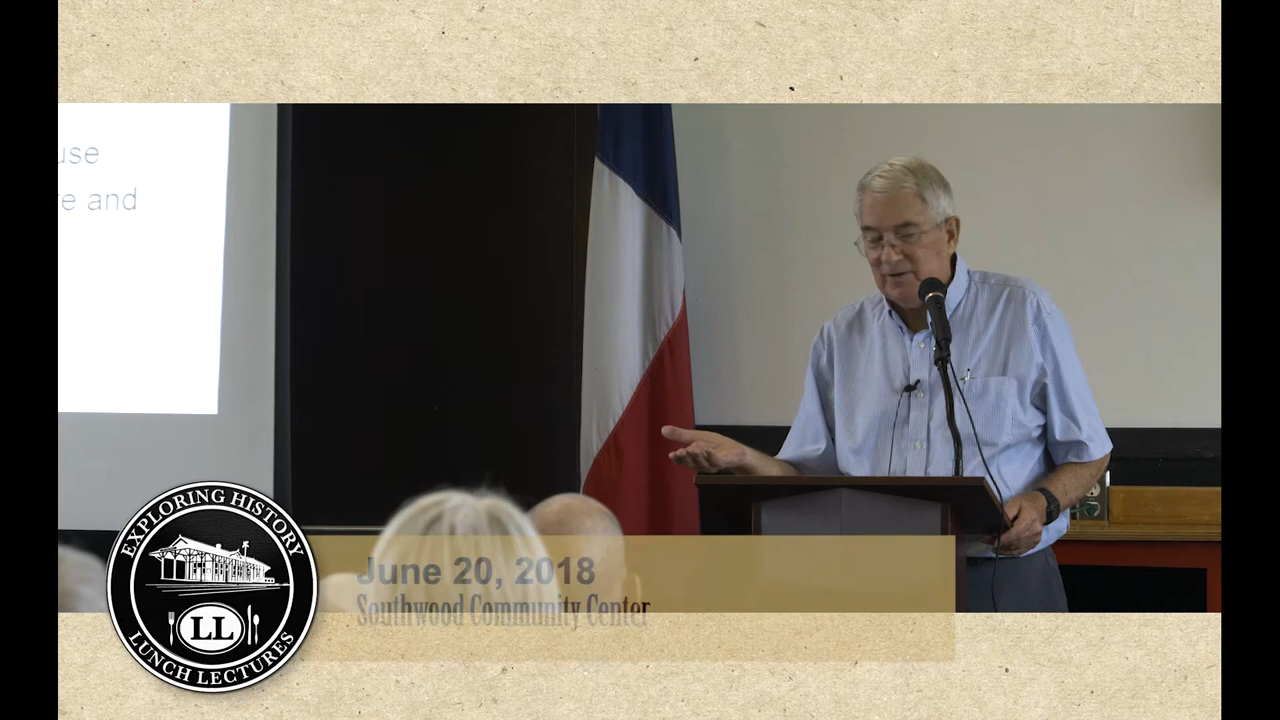 use
e and
June 20, 2018
Southwood Community Center
EXPLORING HISTORY
LL
LUNCH LECTURES